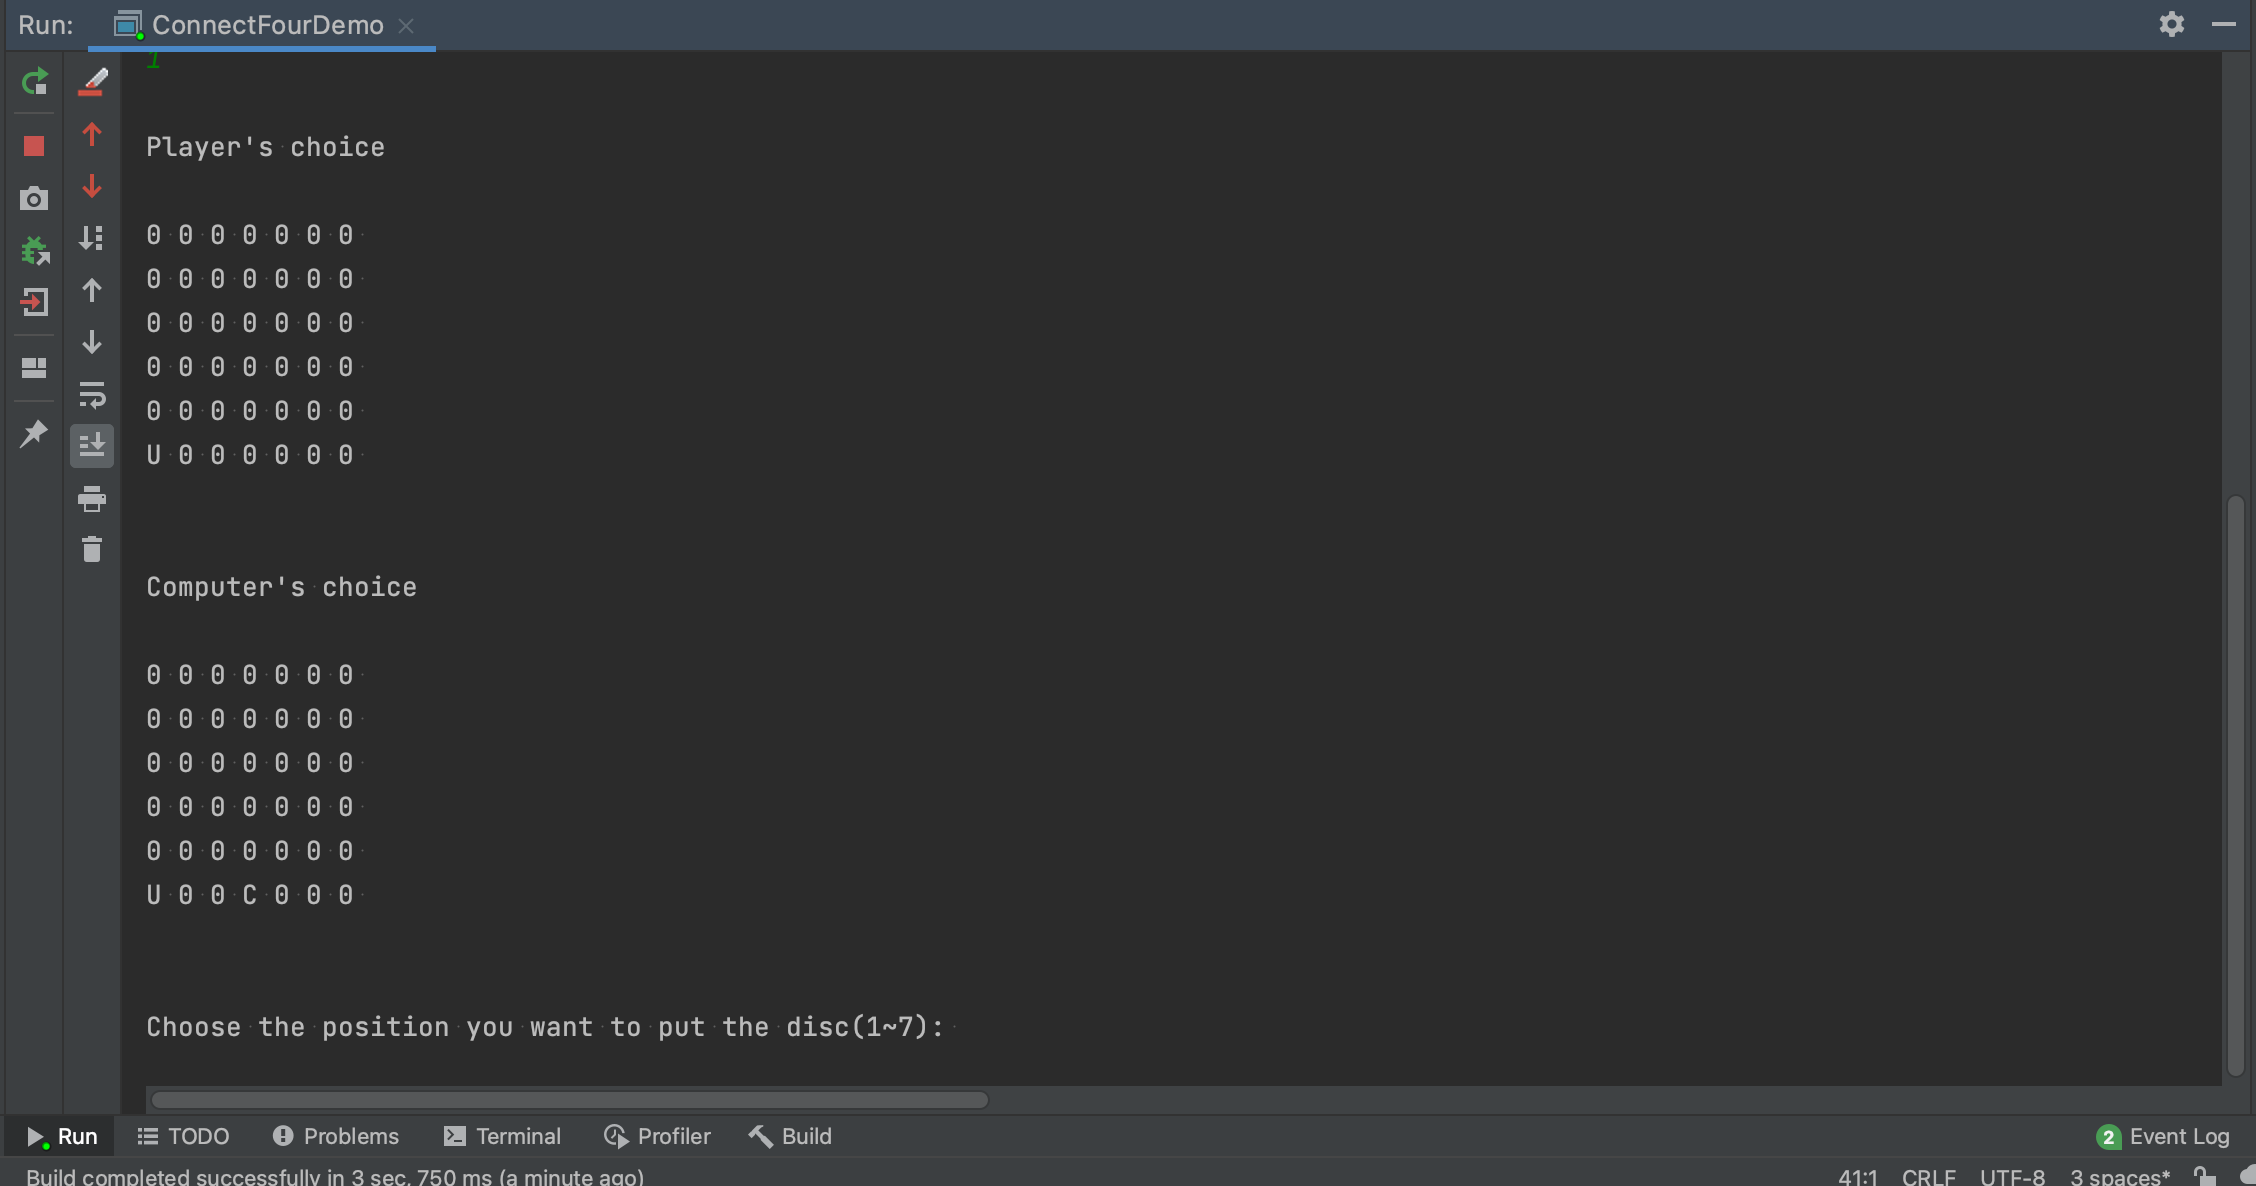 Run: ConnectFourDemo
1
Player's choice
0 0 0 0 0 0 0
0 0 0 0 0 0 0
0 0 0 0 0 0 0
0 0 0 0 0 0 0
0 0 0 0 0 0 0
U 0 0 0 0 0 0
Computer's choice
0 0 0 0 0 0 0
0 0 0 0 0 0 0
0 0 0 0 0 0 0
0 0 0 0 0 0 0
0 0 0 0 0 0 0
U 0 0 C 0 0 0
Choose the position you want to put the disc(1~7):
Run TODO Problems Terminal Profiler Build 2 Event Log
Build completed successfully in 3 sec, 750 ms (a minute ago) 41:1 CRLF UTF-8 3 spaces*